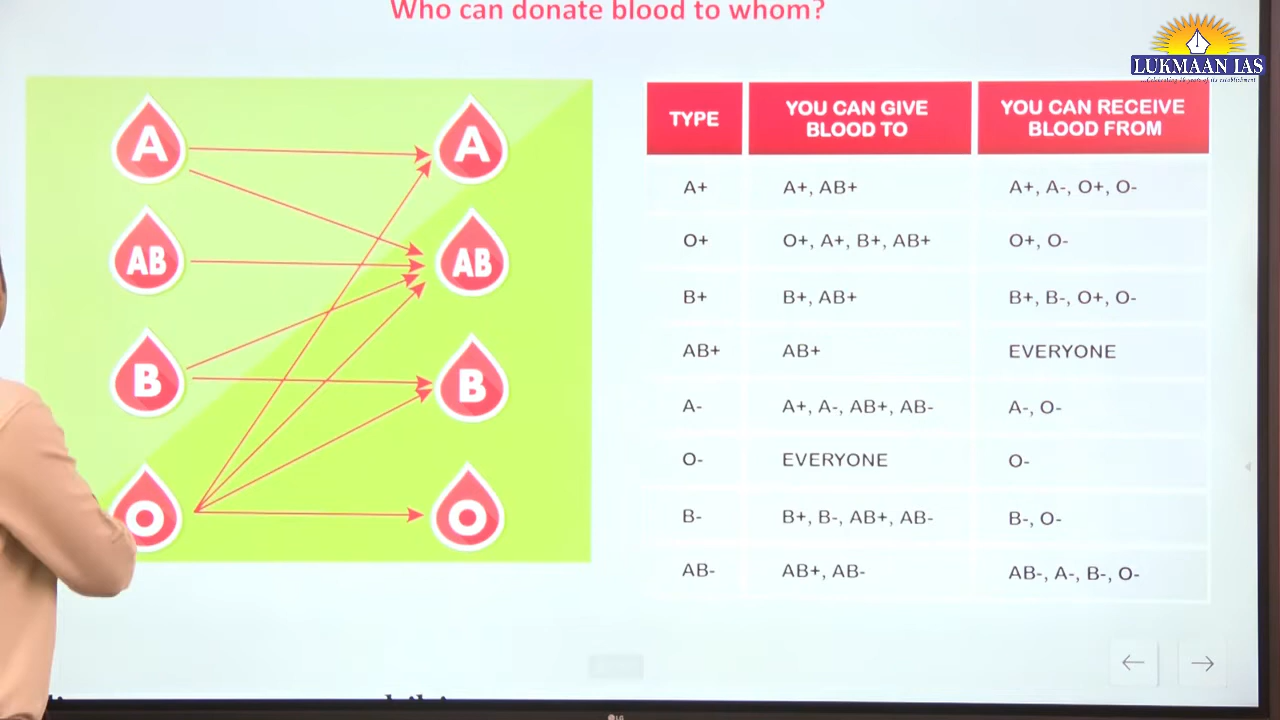 Who can donate blood to whom?
LUKMAAN IAS
A
A
AB
AB
B
B
O
O
TYPE
YOU CAN GIVE
BLOOD TO
YOU CAN RECEIVE
BLOOD FROM
A+
A+, AB+
A+, A-, O+, O-
O+
O+, A+, B+, AB+
O+, O-
B+
B+, AB+
B+, B-, O+, O-
AB+
AB+
EVERYONE
A-
A+, A-, AB+, AB-
A-, O-
O-
EVERYONE
O-
B-
B+, B-, AB+, AB-
B-, O-
AB-
AB+, AB-
AB-, A-, B-, O-
LG